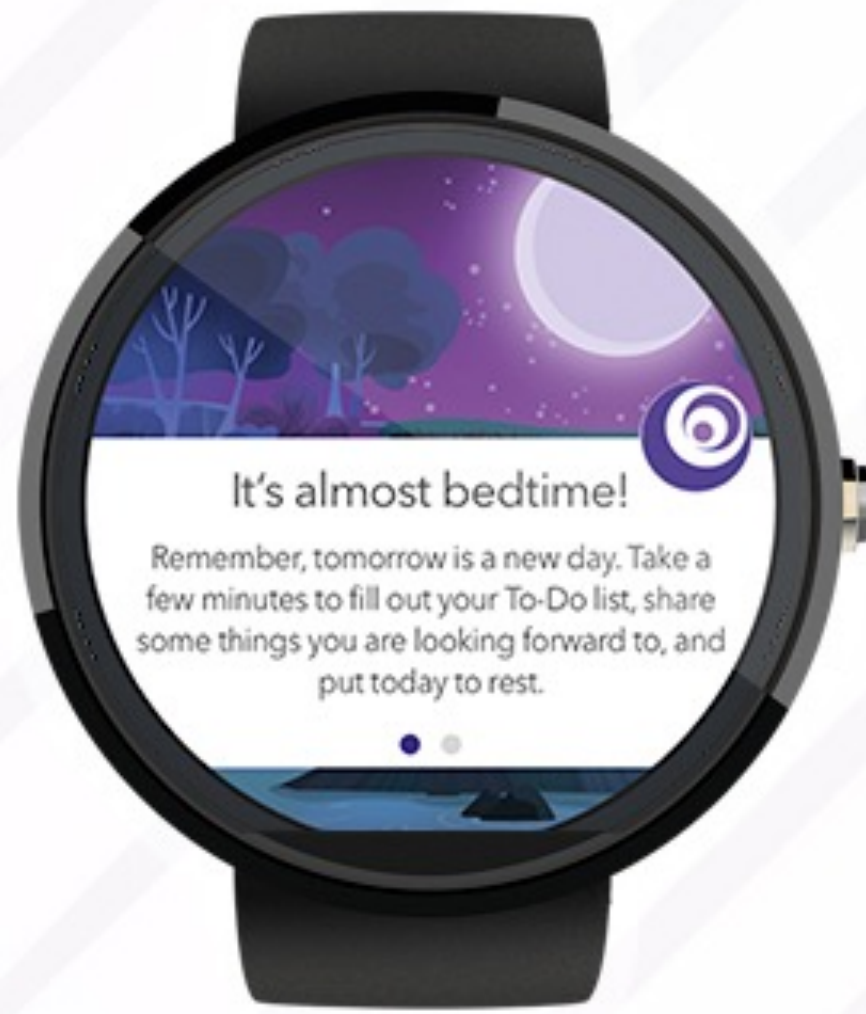 It's almost bedtime!
Remember, tomorrow is a new day. Take a
few minutes to fill out your To-Do list, share
some things you are looking forward to, and
put today to rest.